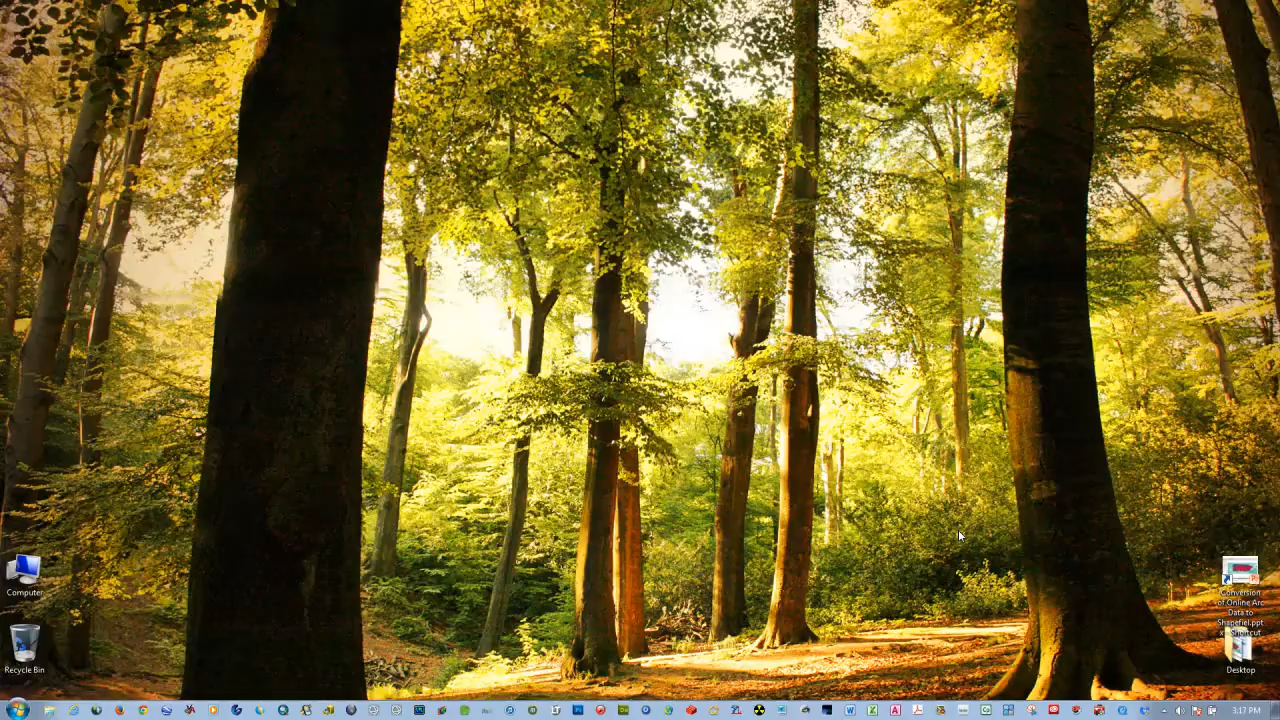 Computer
Recycle Bin
Conversion
of Online Arc
Data to
Shapefiel.ppt
x - Shortcut
Desktop
3:17 PM